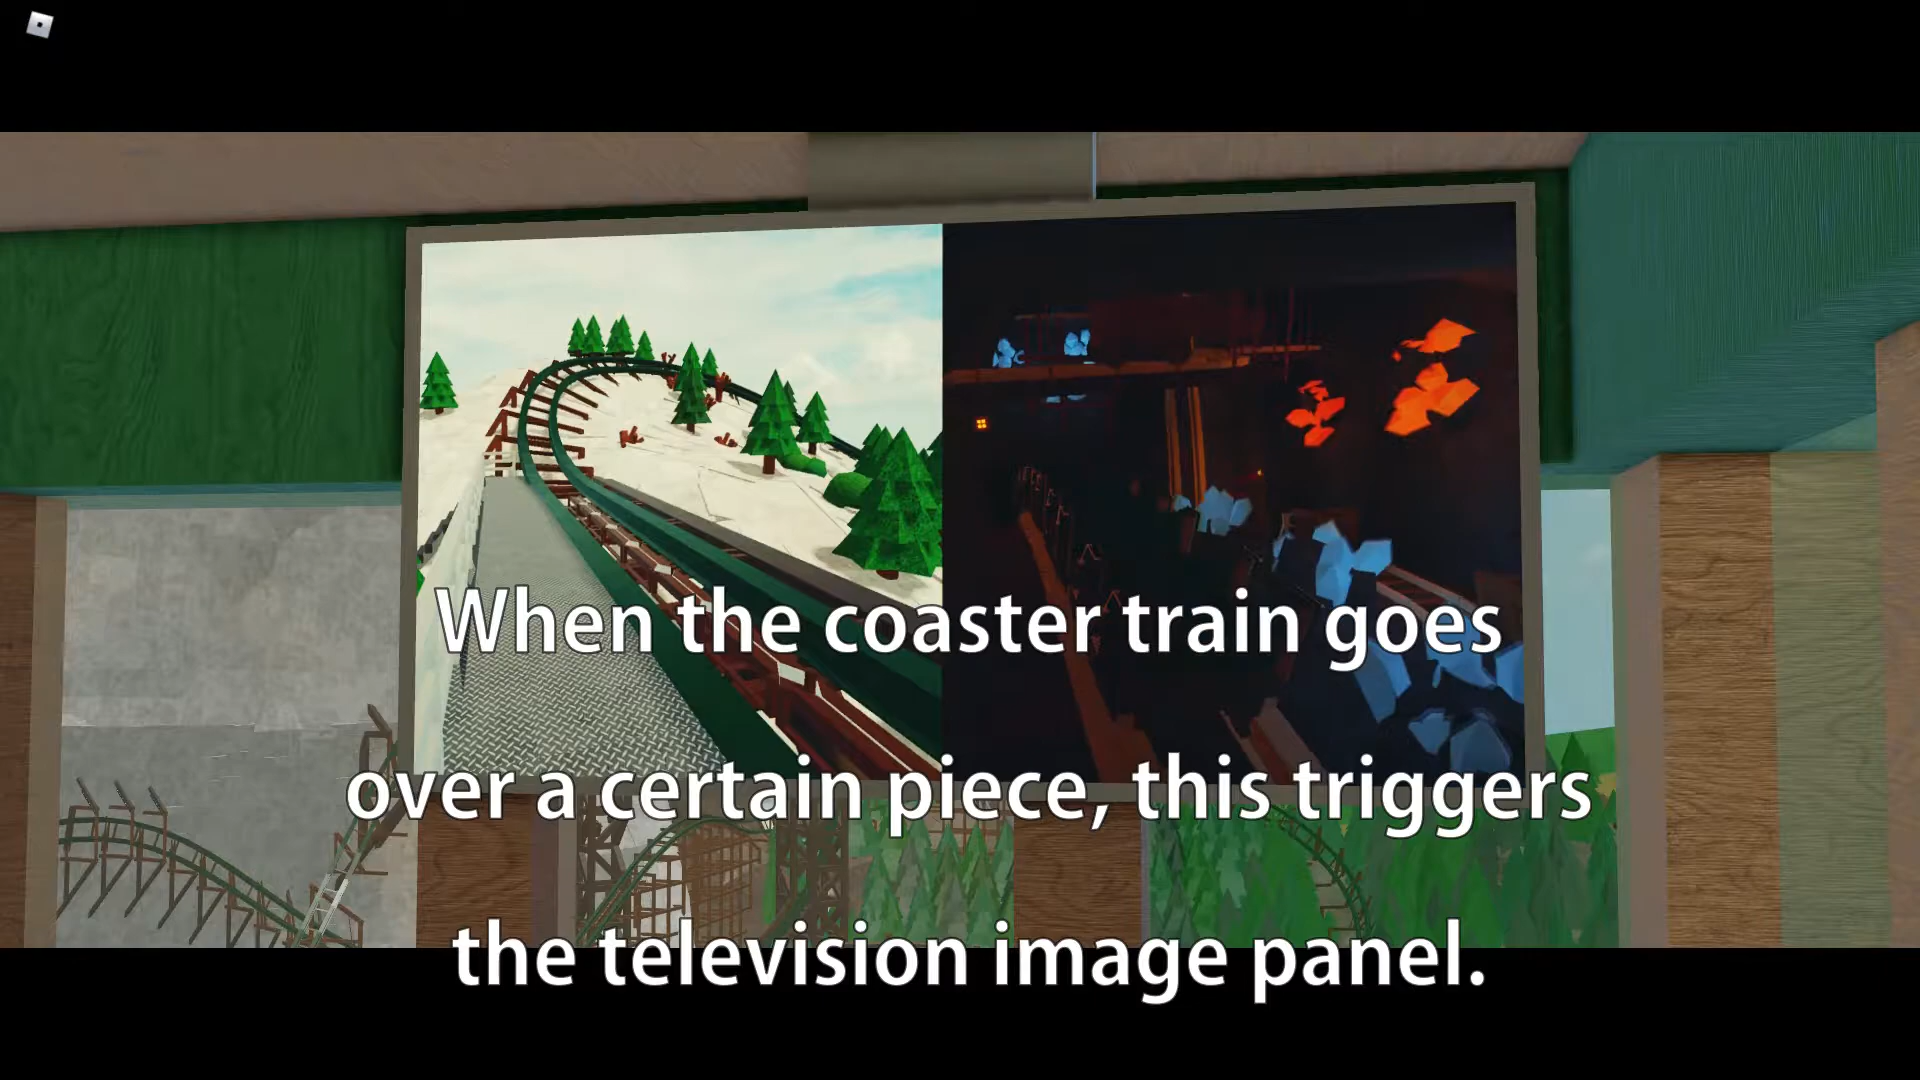 When the coaster train goes
over a certain piece, this triggers
the television image panel.